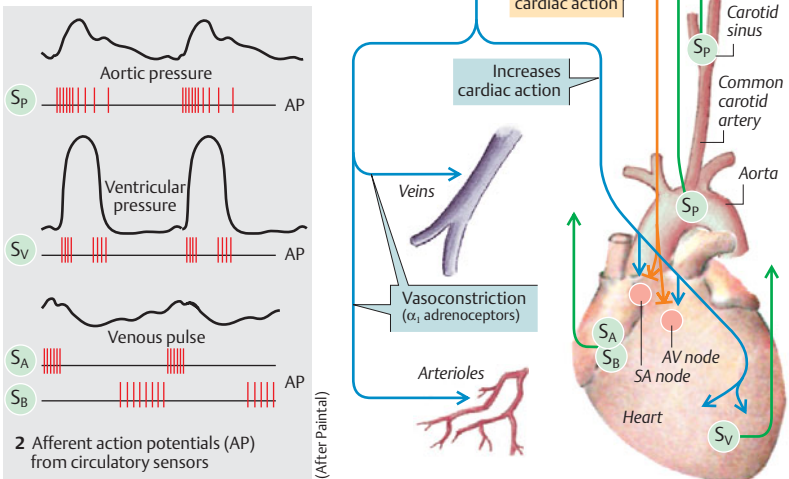 Aortic pressure
SP
AP
Ventricular
pressure
SV
AP
Venous pulse
SA
SB
AP
2 Afferent action potentials (AP)
from circulatory sensors
(After Paintal)
cardiac action
Increases
cardiac action
Veins
Vasoconstriction
(α1 adrenoceptors)
Arterioles
Carotid
sinus
SP
Common
carotid
artery
Aorta
SP
SA
SB
AV node
SA node
Heart
SV